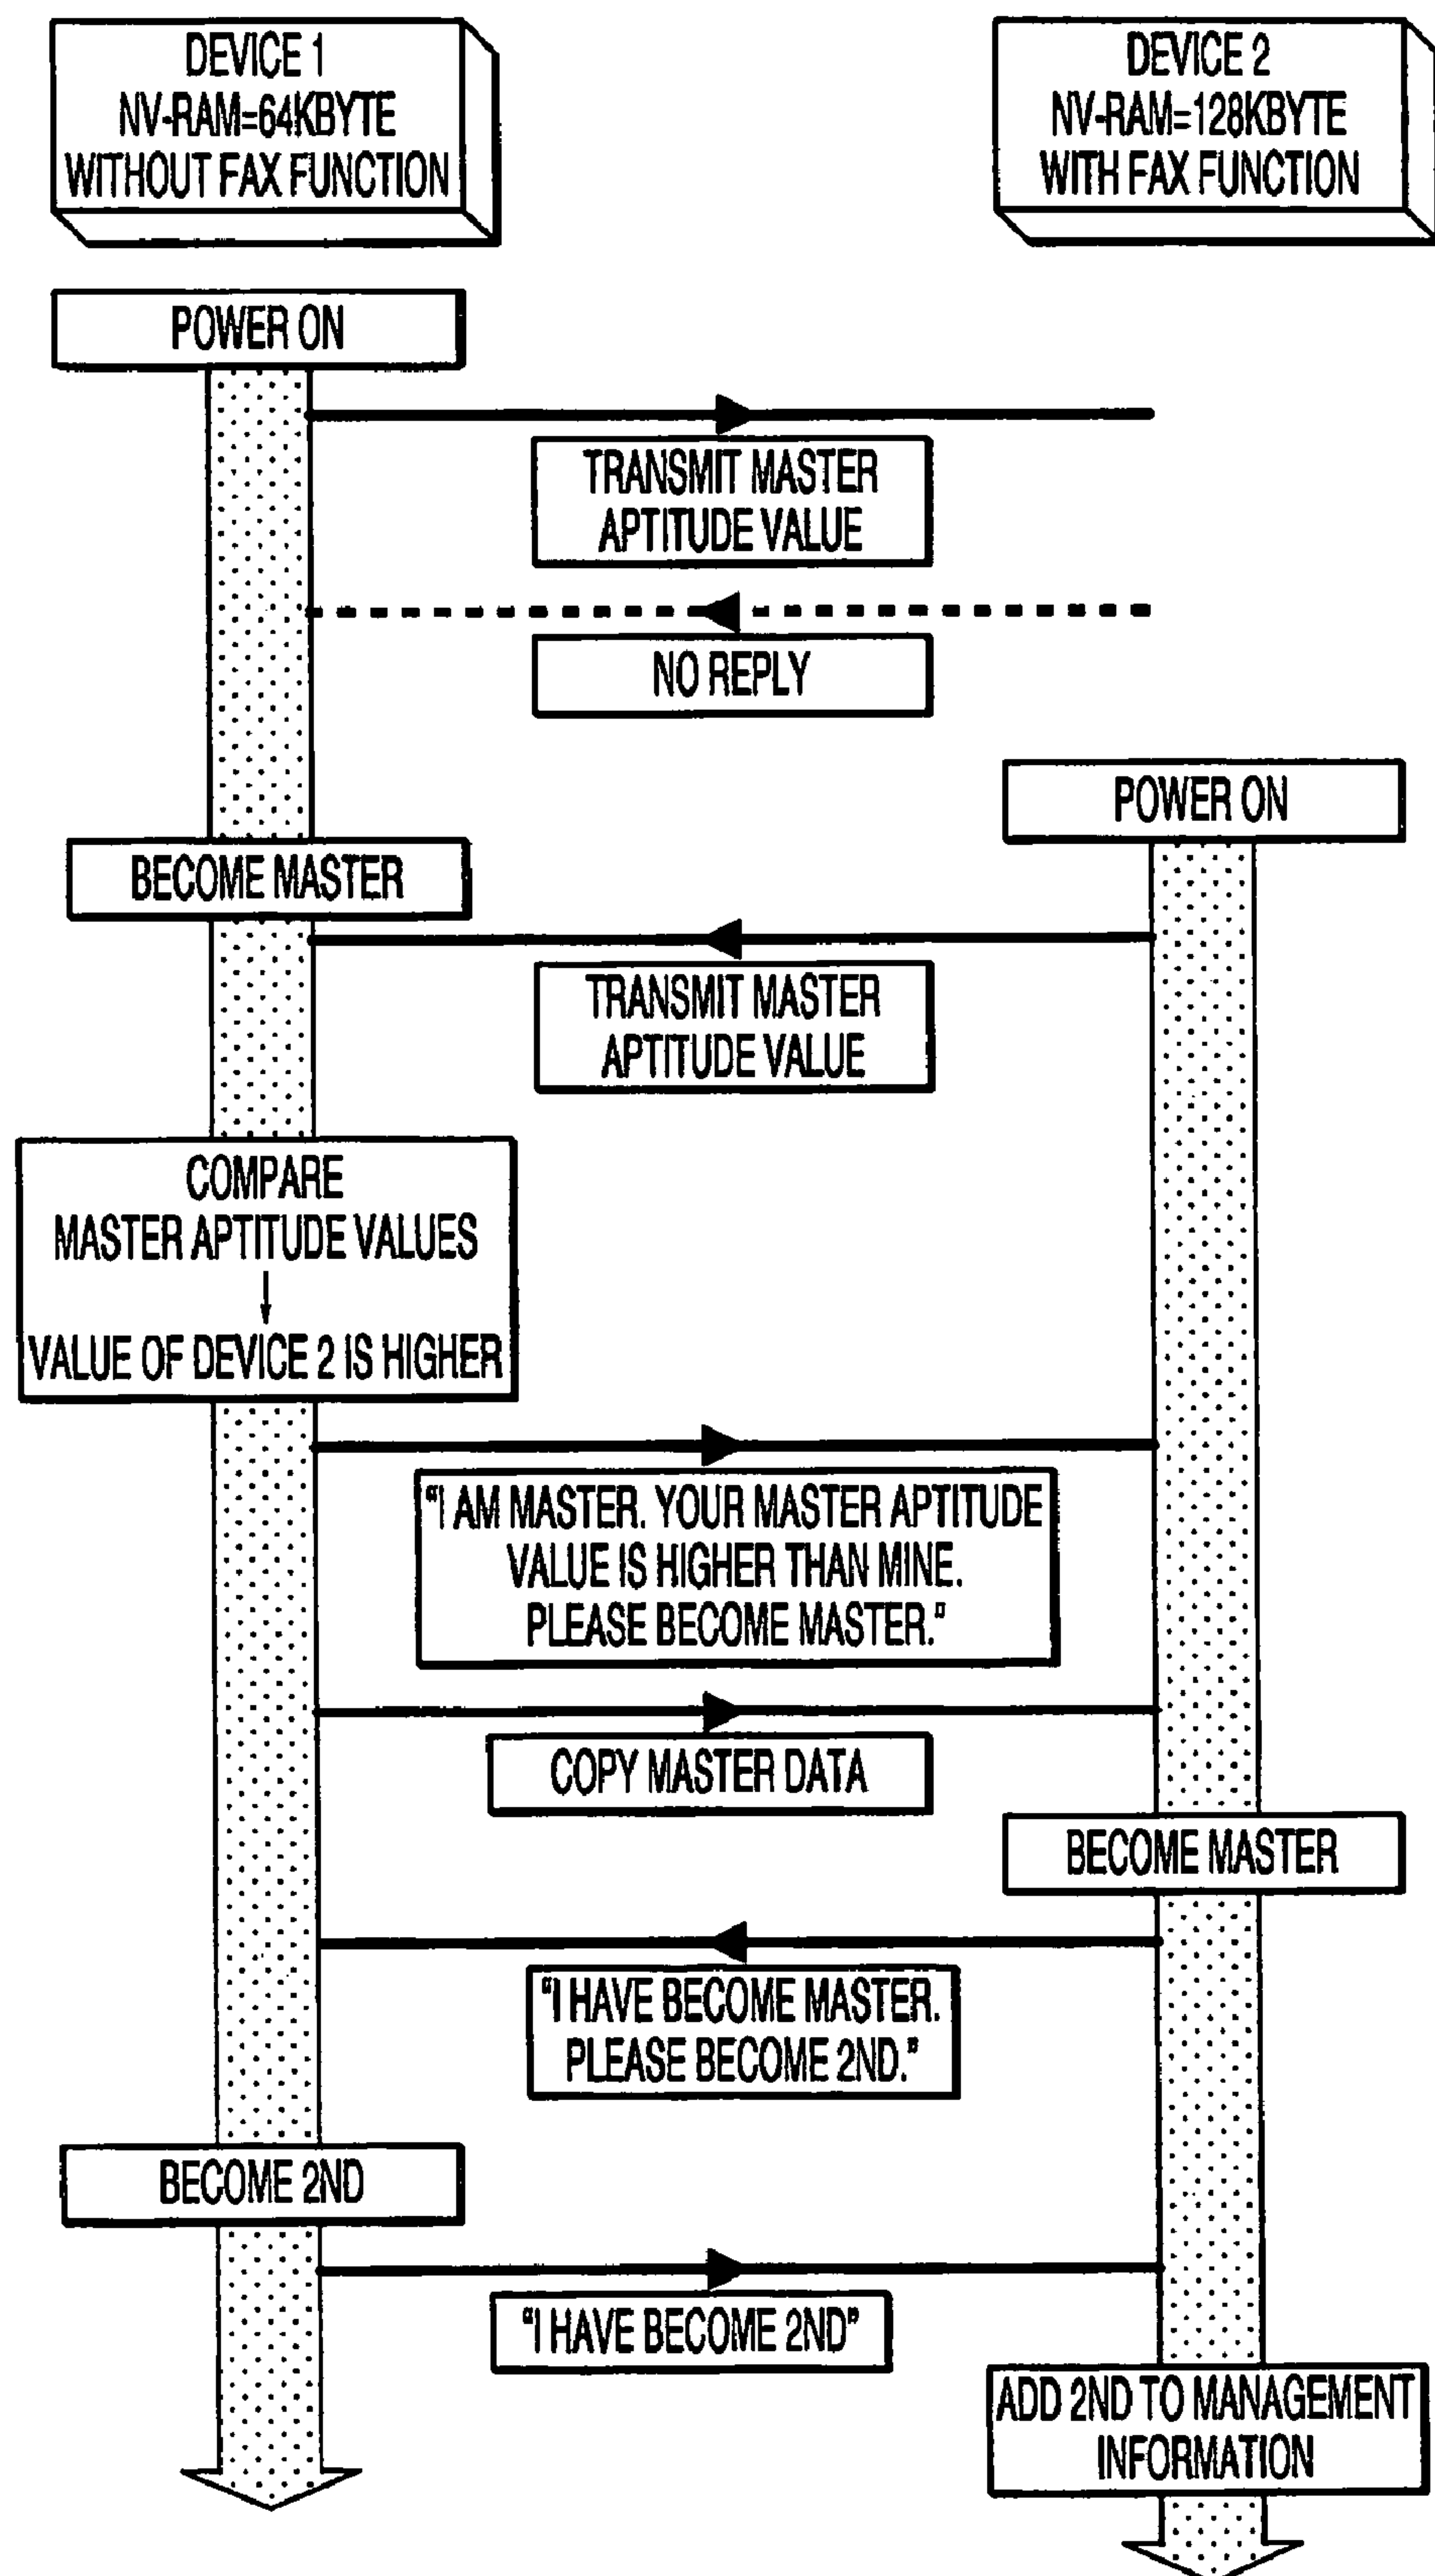 DEVICE 1
NV-RAM=64KBYTE
WITHOUT FAX FUNCTION
DEVICE 2
NV-RAM=128KBYTE
WITH FAX FUNCTION
POWER ON
TRANSMIT MASTER
APTITUDE VALUE
NO REPLY
POWER ON
BECOME MASTER
TRANSMIT MASTER
APTITUDE VALUE
COMPARE
MASTER APTITUDE VALUES
VALUE OF DEVICE 2 IS HIGHER
"I AM MASTER. YOUR MASTER APTITUDE
VALUE IS HIGHER THAN MINE.
PLEASE BECOME MASTER."
COPY MASTER DATA
BECOME MASTER
"I HAVE BECOME MASTER.
PLEASE BECOME 2ND."
BECOME 2ND
"I HAVE BECOME 2ND"
ADD 2ND TO MANAGEMENT
INFORMATION